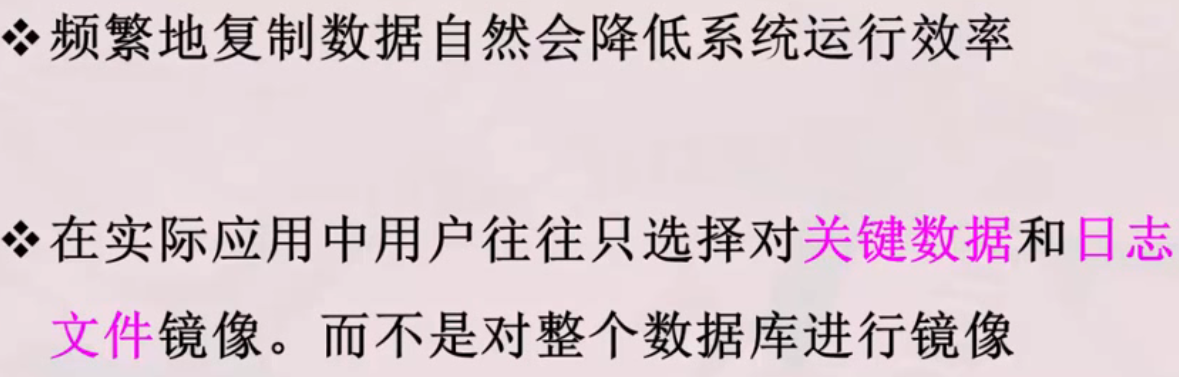 ❖频繁地复制数据自然会降低系统运行效率
❖在实际应用中用户往往只选择对关键数据和日志
文件镜像。而不是对整个数据库进行镜像